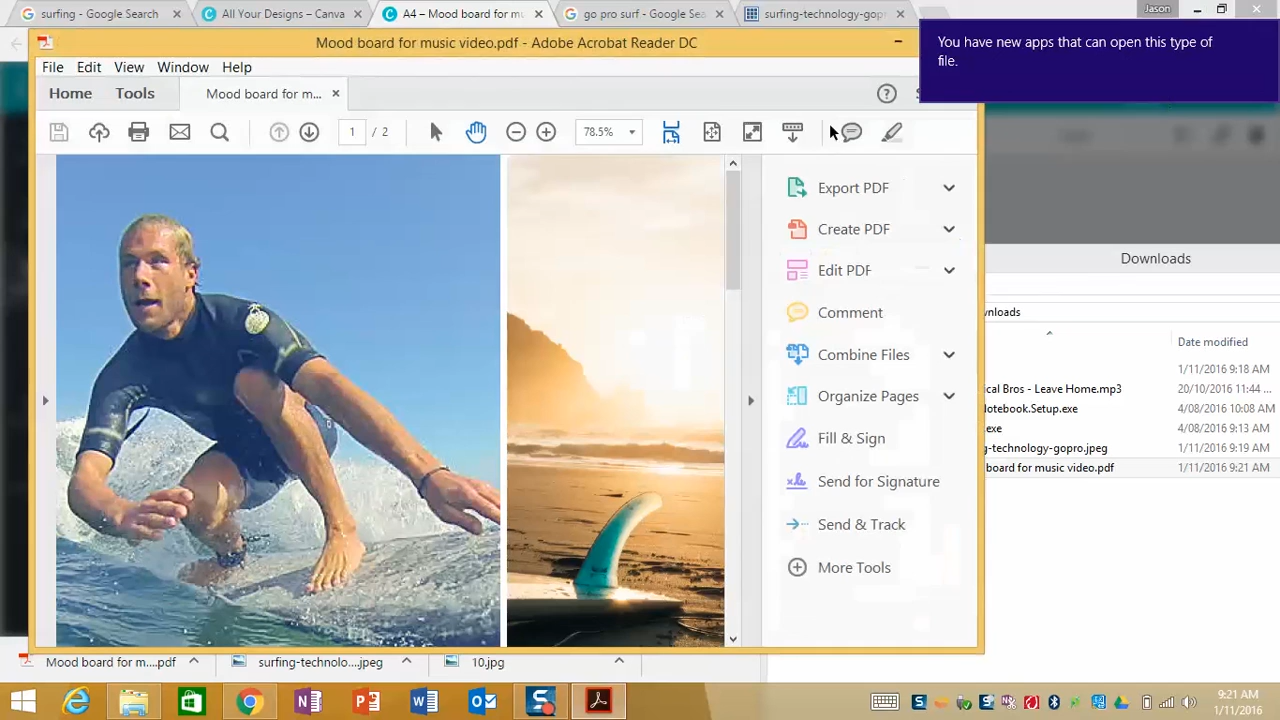 surfing - Google Search
All Your Designs – Canva
A4 – Mood board for mu
go pro surf - Google Sea
surfing-technology-gop
Jason
Mood board for music video.pdf - Adobe Acrobat Reader DC
You have new apps that can open this type of
file.
File Edit View Window Help
Home Tools Mood board for m...
1 / 2 78.5%
Export PDF
Create PDF
Edit PDF
Comment
Combine Files
Organize Pages
Fill & Sign
Send for Signature
Send & Track
More Tools
Downloads
wnloads
Date modified
1/11/2016 9:18 AM
ical Bros - Leave Home.mp3 20/10/2016 11:44 ...
Notebook.Setup.exe 4/08/2016 10:08 AM
.exe 4/08/2016 9:13 AM
g-technology-gopro.jpeg 1/11/2016 9:19 AM
board for music video.pdf 1/11/2016 9:21 AM
Mood board for m....pdf
surfing-technolo....jpeg
10.jpg
9:21 AM
1/11/2016